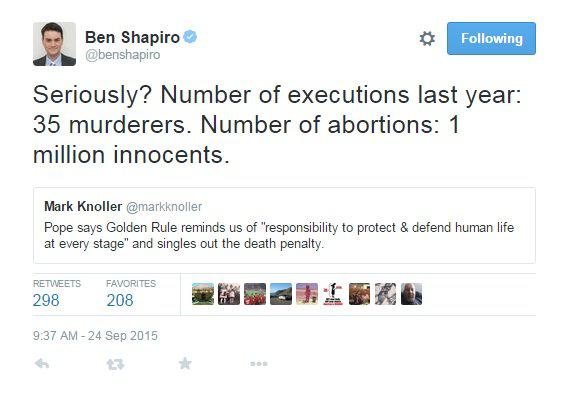 Ben Shapiro
@benshapiro
Following
Seriously? Number of executions last year:
35 murderers. Number of abortions: 1
million innocents.
Mark Knoller @markknoller
Pope says Golden Rule reminds us of "responsibility to protect & defend human life
at every stage" and singles out the death penalty.
RETWEETS FAVORITES
298 208
9:37 AM - 24 Sep 2015